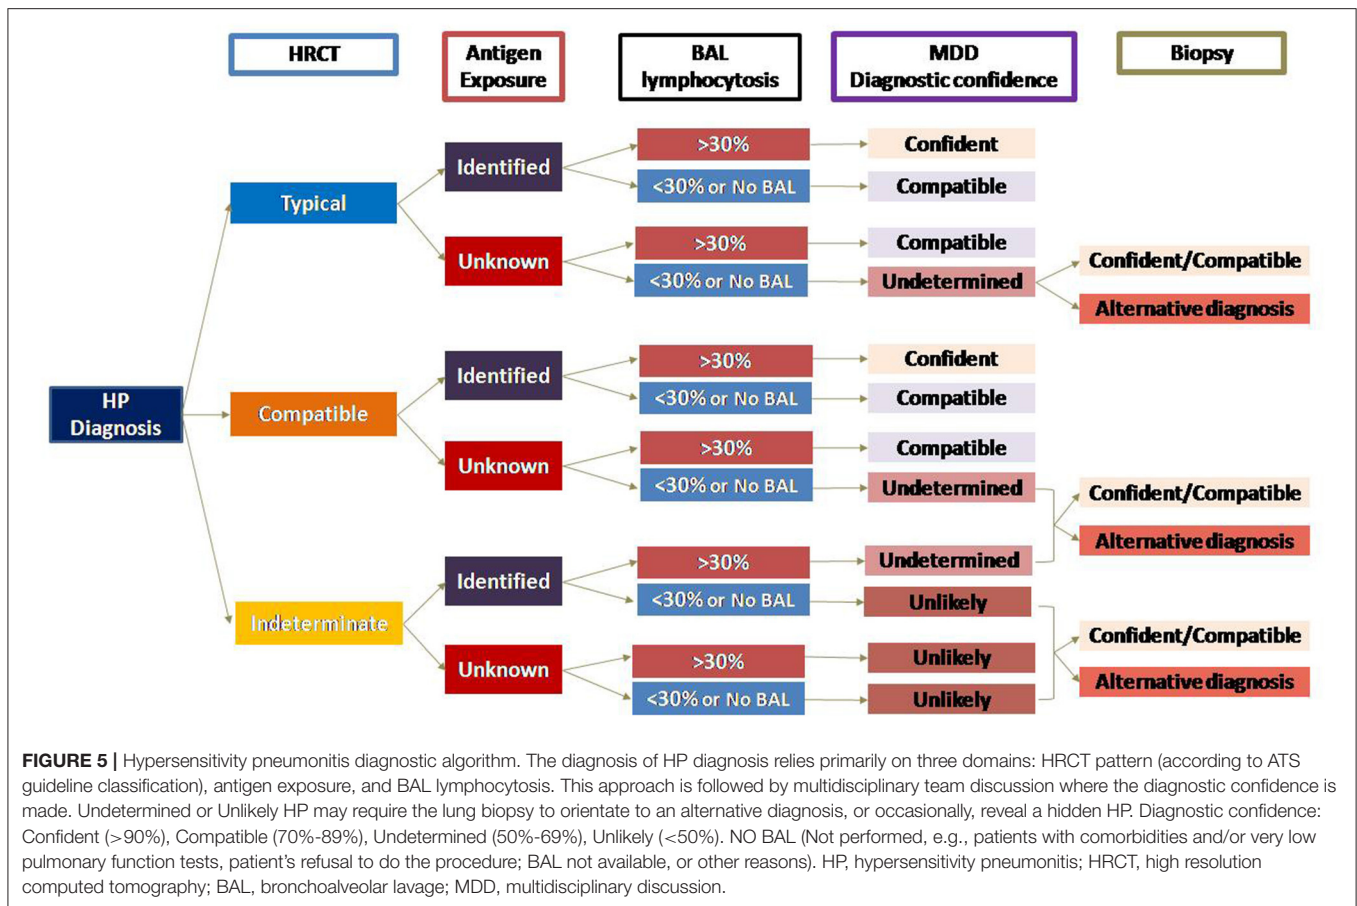 HRCT
Antigen
Exposure
BAL
lymphocytosis
MDD
Diagnostic confidence
Biopsy
HP
Diagnosis
Typical
Identified
>30%
Confident
<30% or No BAL
Compatible
Unknown
>30%
Compatible
<30% or No BAL
Undetermined
Confident/Compatible
Alternative diagnosis
Compatible
Identified
>30%
Confident
<30% or No BAL
Compatible
Unknown
>30%
Compatible
<30% or No BAL
Undetermined
Confident/Compatible
Alternative diagnosis
Indeterminate
Identified
>30%
Undetermined
<30% or No BAL
Unlikely
Unknown
>30%
Unlikely
<30% or No BAL
Unlikely
Confident/Compatible
Alternative diagnosis
FIGURE 5 | Hypersensitivity pneumonitis diagnostic algorithm. The diagnosis of HP diagnosis relies primarily on three domains: HRCT pattern (according to ATS
guideline classification), antigen exposure, and BAL lymphocytosis. This approach is followed by multidisciplinary team discussion where the diagnostic confidence is
made. Undetermined or Unlikely HP may require the lung biopsy to orientate to an alternative diagnosis, or occasionally, reveal a hidden HP. Diagnostic confidence:
Confident (>90%), Compatible (70%-89%), Undetermined (50%-69%), Unlikely (<50%). NO BAL (Not performed, e.g., patients with comorbidities and/or very low
pulmonary function tests, patient's refusal to do the procedure; BAL not available, or other reasons). HP, hypersensitivity pneumonitis; HRCT, high resolution
computed tomography; BAL, bronchoalveolar lavage; MDD, multidisciplinary discussion.